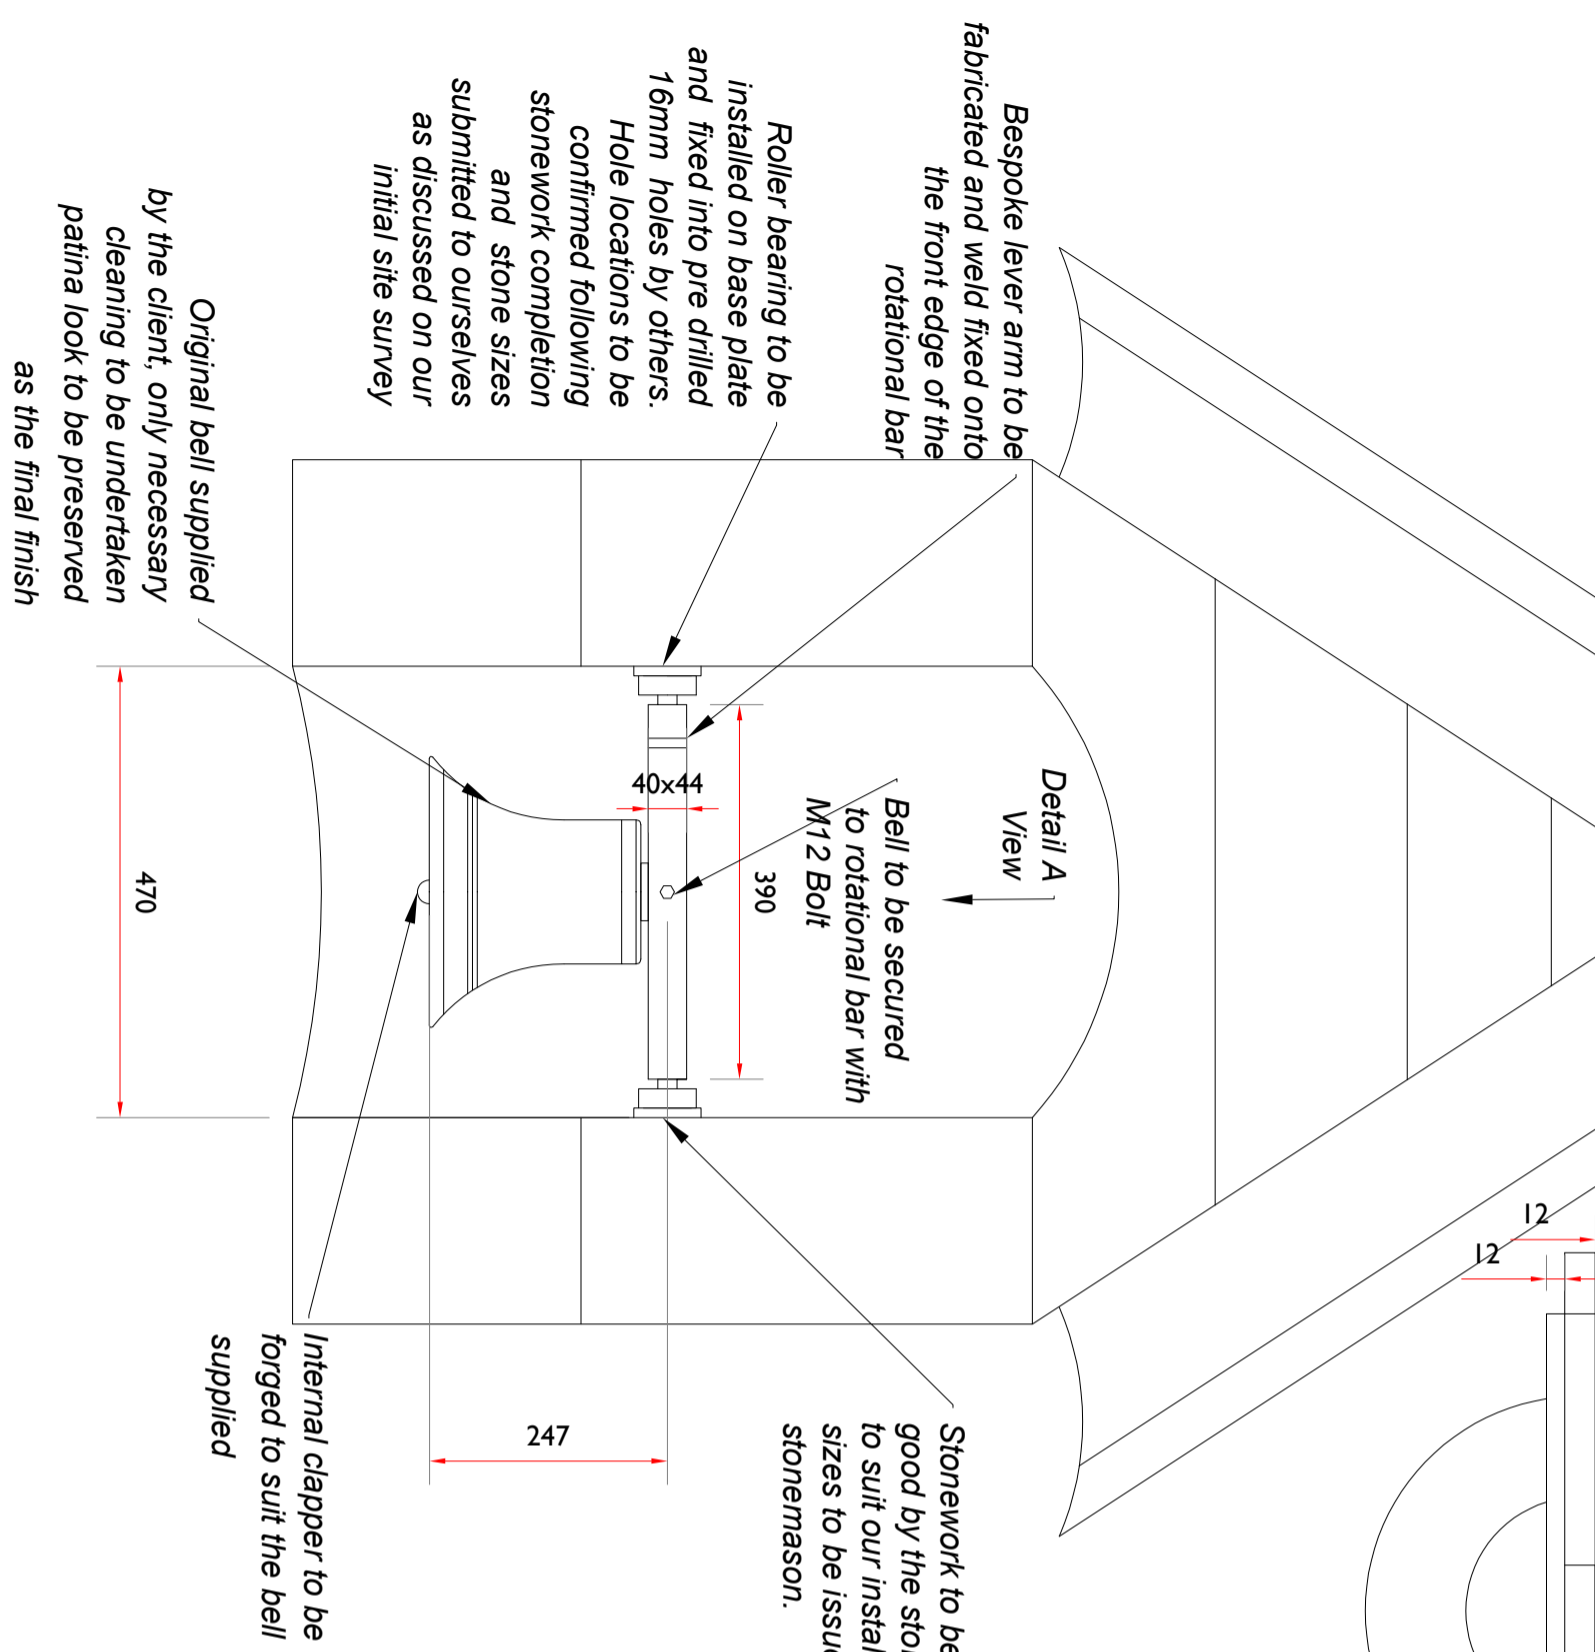 Bespoke lever arm to be
fabricated and weld fixed onto
the front edge of the
rotational bar
Roller bearing to be
installed on base plate
and fixed into pre drilled
16mm holes by others.
Hole locations to be
confirmed following
stonework completion
and stone sizes
submitted to ourselves
as discussed on our
initial site survey
Original bell supplied
by the client, only necessary
cleaning to be undertaken
patina look to be preserved
as the final finish
Detail A
View
Bell to be secured
to rotational bar with
M12 Bolt
40x44
390
470
247
12
12
Stonework to be
good by the
to suit our
sizes to be
stonemason.
Internal clapper to be
forged to suit the bell
supplied